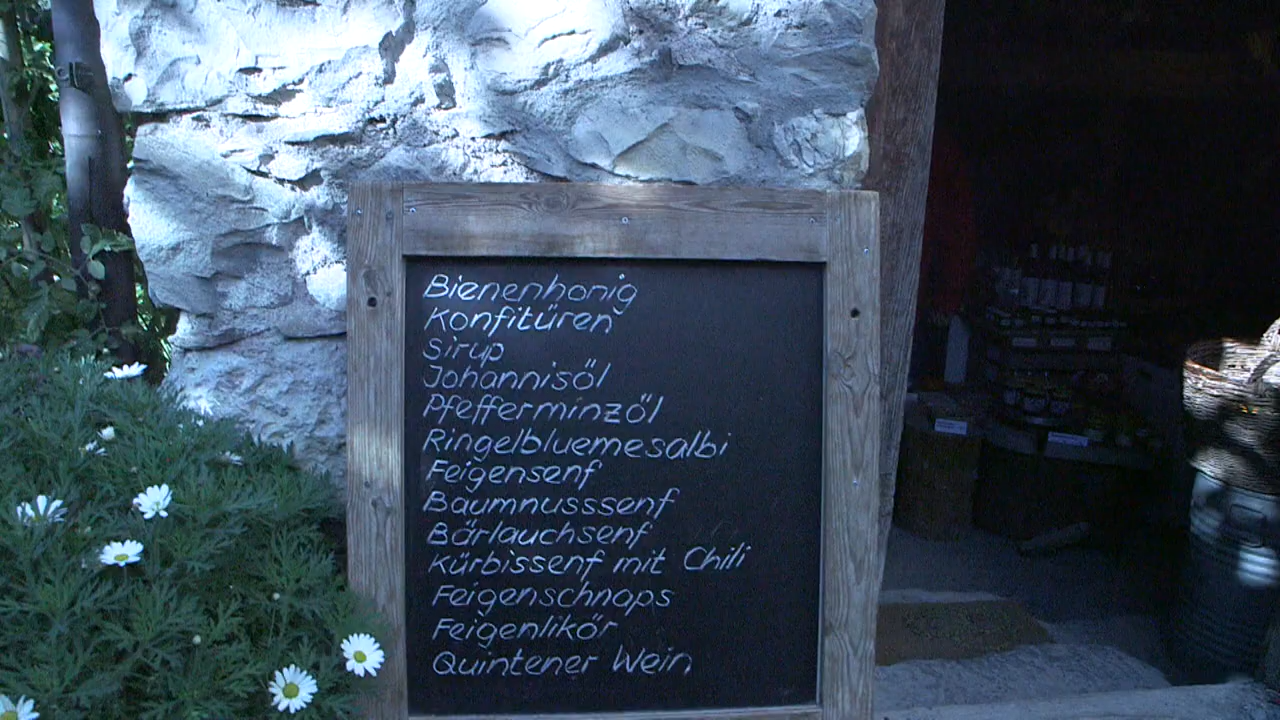 Bienenhonig
Konfitüren
Sirup
Johannisöl
Pfefferminzöl
Ringelbluemesalbi
Feigensenf
Baumnusssenf
Bärlauchsenf
Kürbissenf mit Chili
Feigenschnaps
Feigenlikör
Quintener Wein